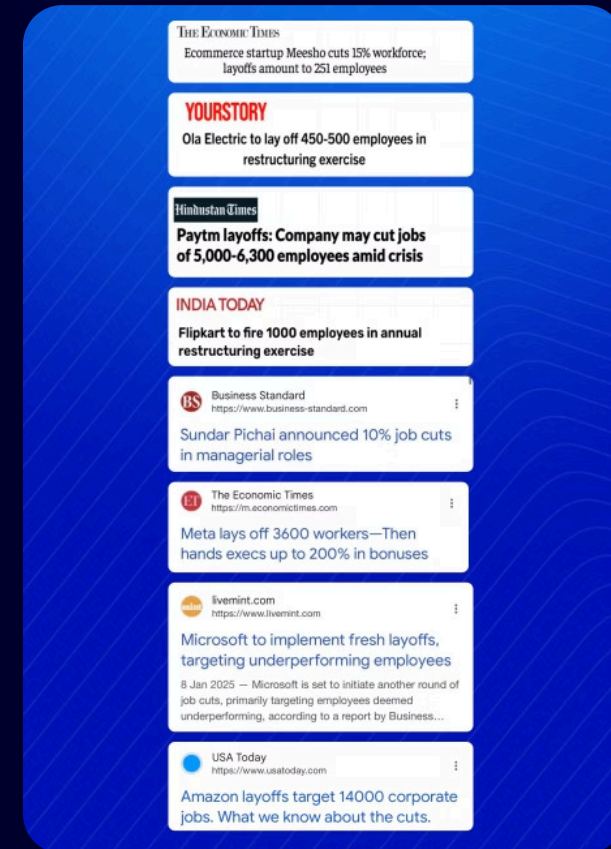 THE ECONOMIC TIMES
Ecommerce startup Meesho cuts 15% workforce;
layoffs amount to 251 employees
YOURSTORY
Ola Electric to lay off 450-500 employees in
restructuring exercise
Hindustan Times
Paytm layoffs: Company may cut jobs
of 5,000-6,300 employees amid crisis
INDIA TODAY
Flipkart to fire 1000 employees in annual
restructuring exercise
BS
Business Standard
https://www.business-standard.com
Sundar Pichai announced 10% job cuts
in managerial roles
ET
The Economic Times
https://m.economictimes.com
Meta lays off 3600 workers—Then
hands execs up to 200% in bonuses
mint
livemint.com
https://www.livemint.com
Microsoft to implement fresh layoffs,
targeting underperforming employees
8 Jan 2025 — Microsoft is set to initiate another round of
job cuts, primarily targeting employees deemed
underperforming, according to a report by Business...
USA Today
https://www.usatoday.com
Amazon layoffs target 14000 corporate
jobs. What we know about the cuts.